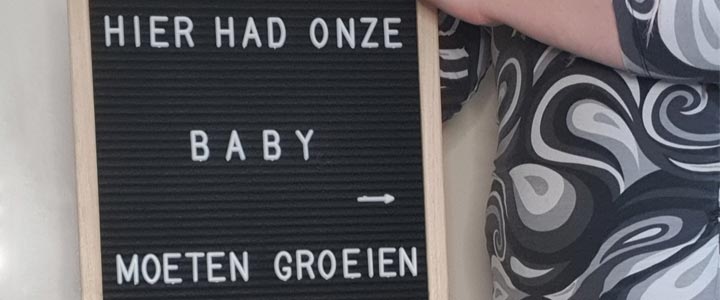 HIER HAD ONZE
BABY
→
MOETEN GROEIEN